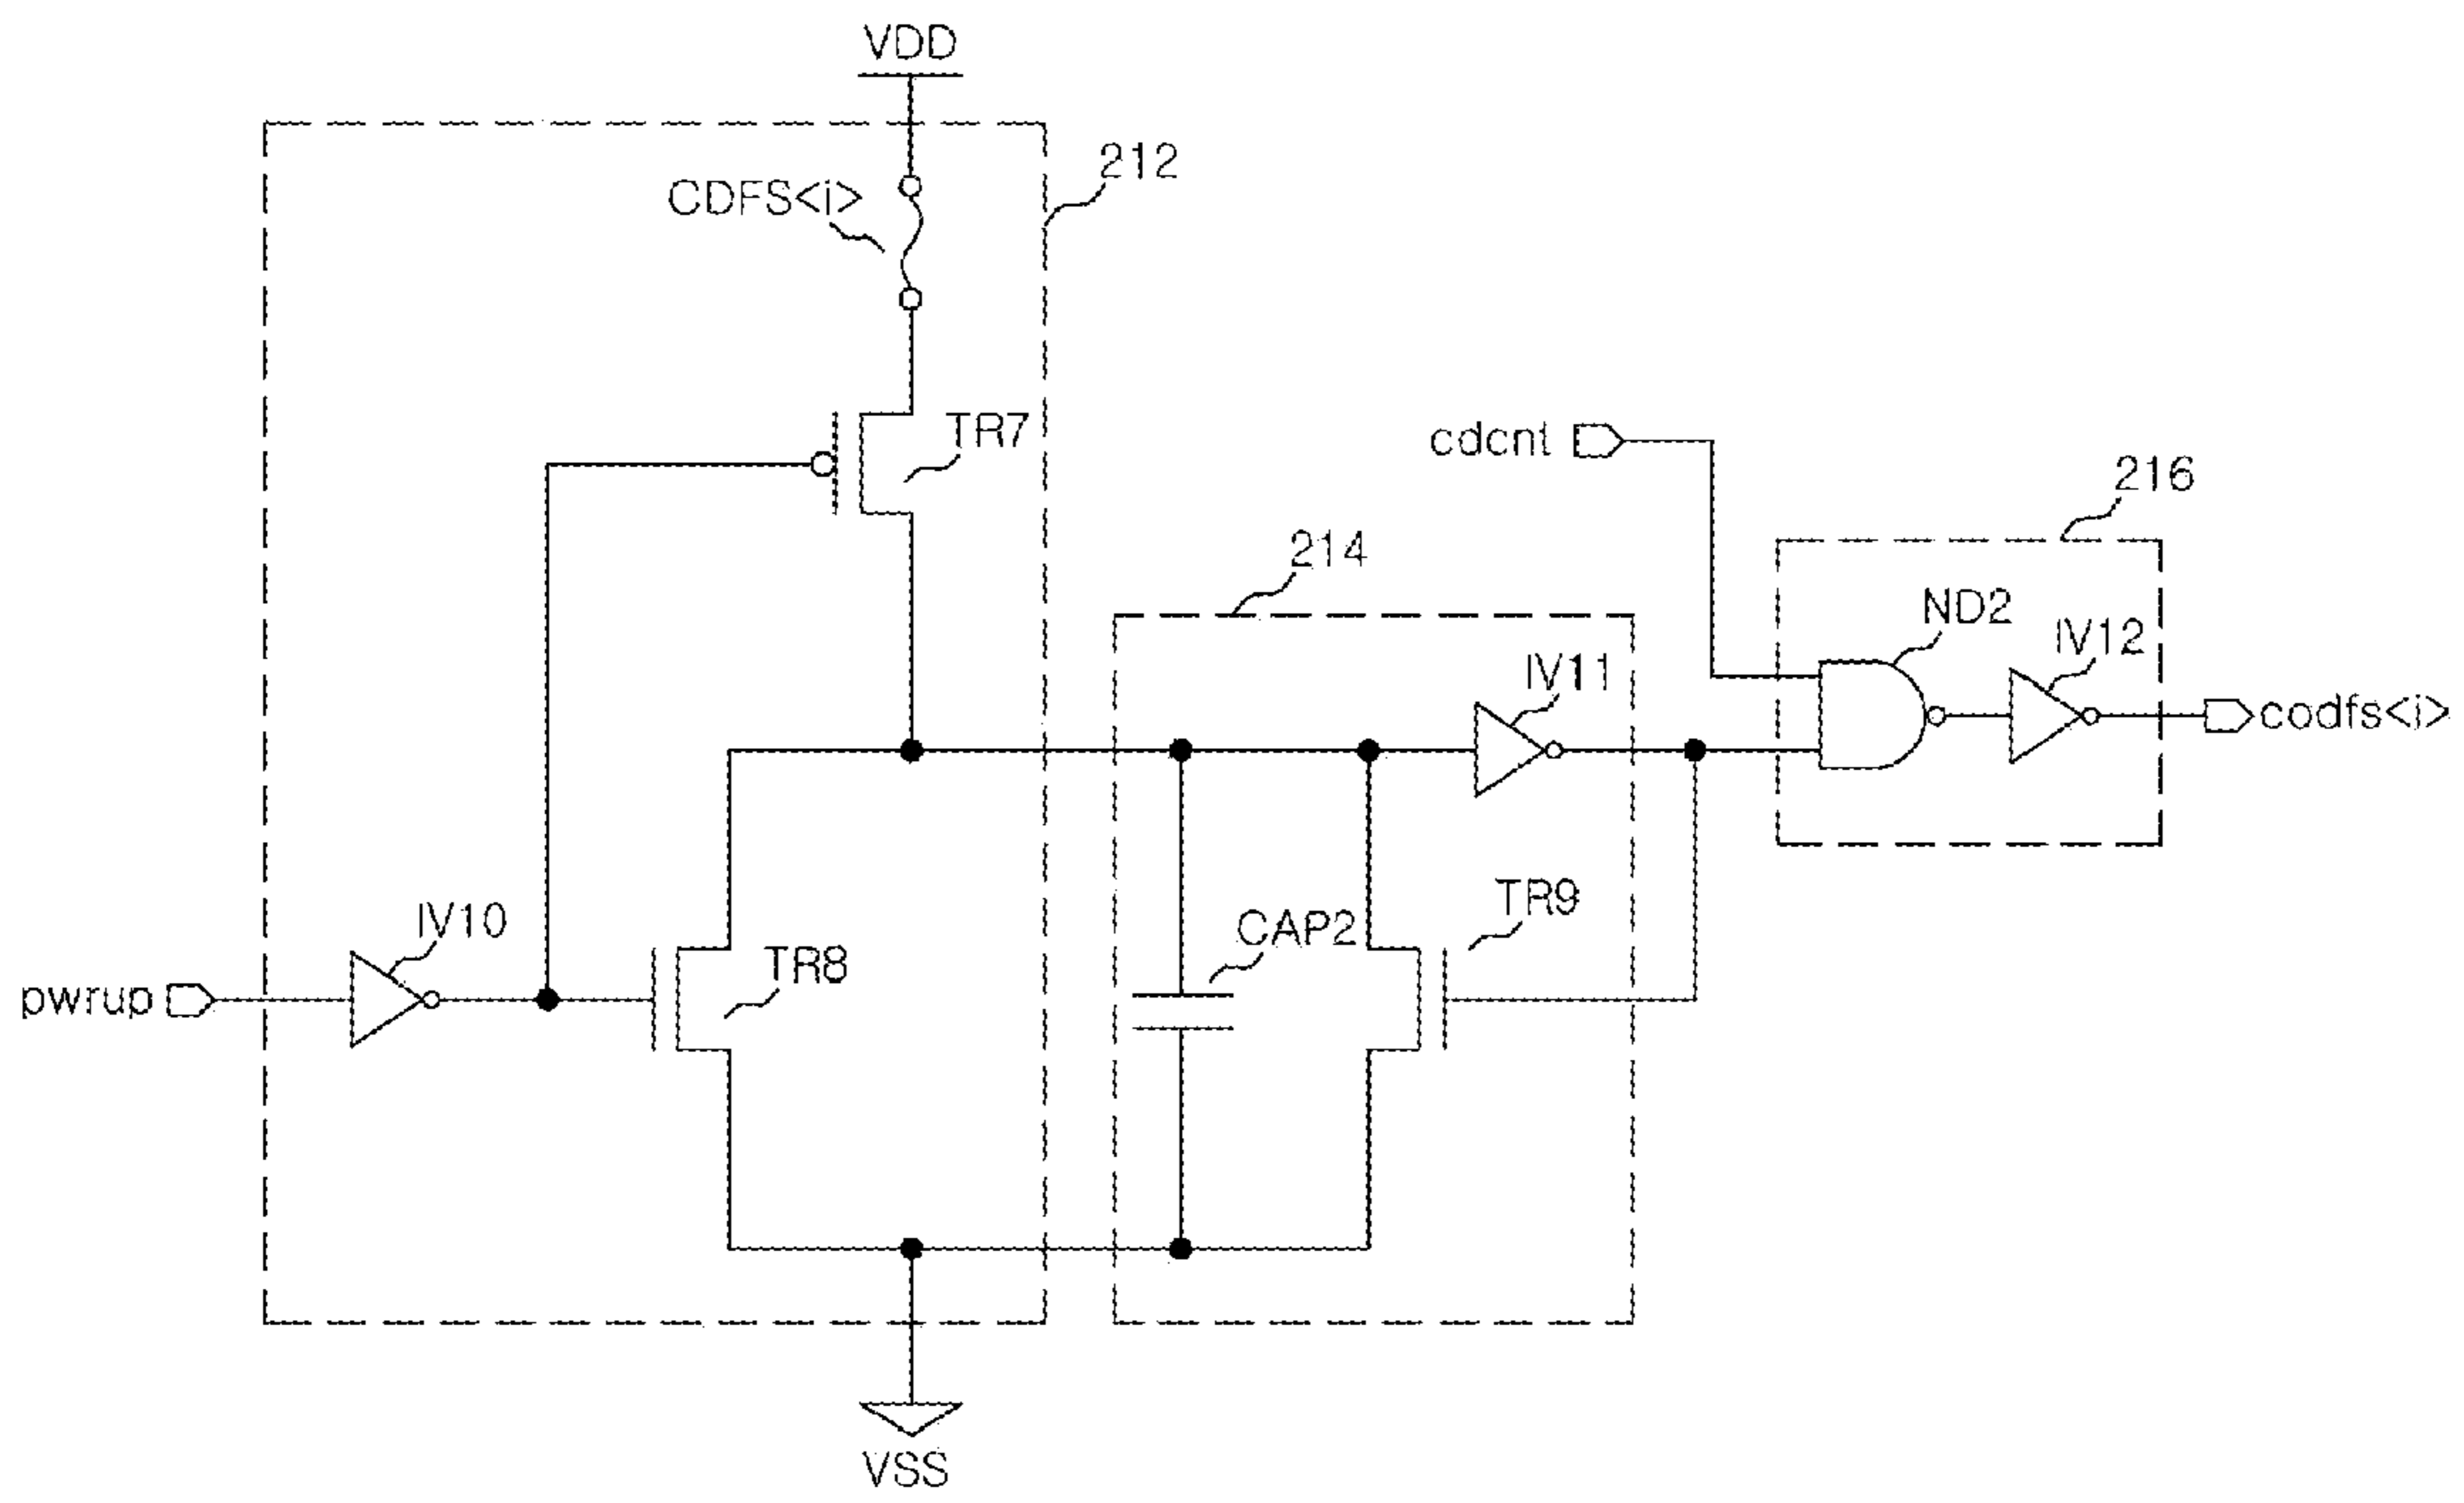 VDD
212
CDFS<i>
TR7
cdcnt
216
214
ND2
IV12
IV11
codfs<i>
IV10
TR8
CAP2
TR9
pwrup
VSS